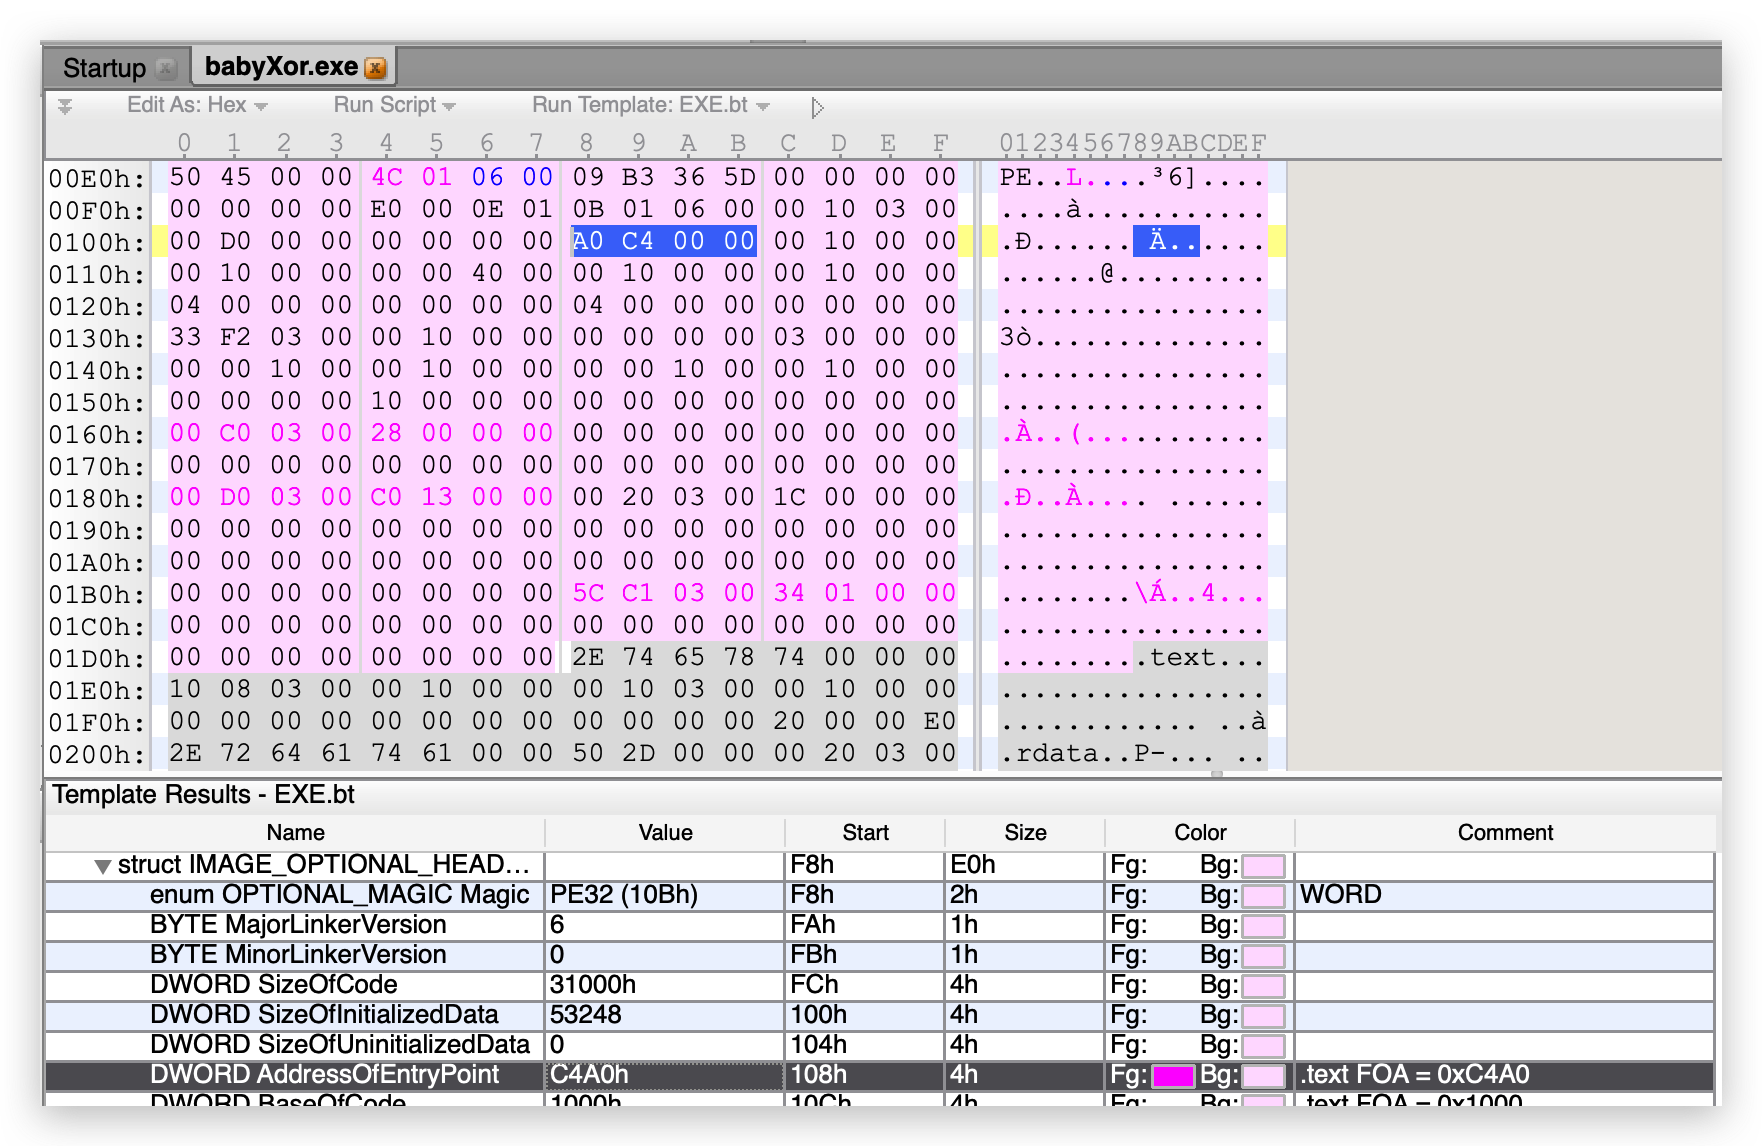 Startup babyXor.exe
Edit As: Hex Run Script Run Template: EXE.bt
0 1 2 3 4 5 6 7 8 9 A B C D E F 0123456789ABCDEF
00E0h: 50 45 00 00 4C 01 06 00 09 B3 36 5D 00 00 00 00 PE..L....³6]....
00F0h: 00 00 00 00 E0 00 0E 01 0B 01 06 00 00 10 03 00 ....à...........
0100h: 00 D0 00 00 00 00 00 00 A0 C4 00 00 00 10 00 00 .Ð...... Ä......
0110h: 00 10 00 00 00 00 40 00 00 10 00 00 00 10 00 00 ......@.........
0120h: 04 00 00 00 00 00 00 00 04 00 00 00 00 00 00 00 ................
0130h: 33 F2 03 00 00 10 00 00 00 00 00 00 03 00 00 00 3ò..............
0140h: 00 00 10 00 00 10 00 00 00 00 10 00 00 10 00 00 ................
0150h: 00 00 00 00 10 00 00 00 00 00 00 00 00 00 00 00 ................
0160h: 00 C0 03 00 28 00 00 00 00 00 00 00 00 00 00 00 .À..(...........
0170h: 00 00 00 00 00 00 00 00 00 00 00 00 00 00 00 00 ................
0180h: 00 D0 03 00 C0 13 00 00 00 20 03 00 1C 00 00 00 .Ð..À.... ......
0190h: 00 00 00 00 00 00 00 00 00 00 00 00 00 00 00 00 ................
01A0h: 00 00 00 00 00 00 00 00 00 00 00 00 00 00 00 00 ................
01B0h: 00 00 00 00 00 00 00 00 5C C1 03 00 34 01 00 00 ........\Á..4...
01C0h: 00 00 00 00 00 00 00 00 00 00 00 00 00 00 00 00 ................
01D0h: 00 00 00 00 00 00 00 00 2E 74 65 78 74 00 00 00 .........text...
01E0h: 10 08 03 00 00 10 00 00 00 10 03 00 00 10 00 00 ................
01F0h: 00 00 00 00 00 00 00 00 00 00 00 00 20 00 00 E0 ............ ..à
0200h: 2E 72 64 61 74 61 00 00 50 2D 00 00 00 20 03 00 .rdata..P-... ..
Template Results - EXE.bt
Name Value Start Size Color Comment
struct IMAGE_OPTIONAL_HEAD... F8h E0h Fg: Bg:
enum OPTIONAL_MAGIC Magic PE32 (10Bh) F8h 2h Fg: Bg: WORD
BYTE MajorLinkerVersion 6 FAh 1h Fg: Bg:
BYTE MinorLinkerVersion 0 FBh 1h Fg: Bg:
DWORD SizeOfCode 31000h FCh 4h Fg: Bg:
DWORD SizeOfInitializedData 53248 100h 4h Fg: Bg:
DWORD SizeOfUninitializedData 0 104h 4h Fg: Bg:
DWORD AddressOfEntryPoint C4A0h 108h 4h Fg: Bg: .text FOA = 0xC4A0
DWORD BaseOfCode 1000h 10Ch 4h Fg: Bg: .text FOA = 0x1000